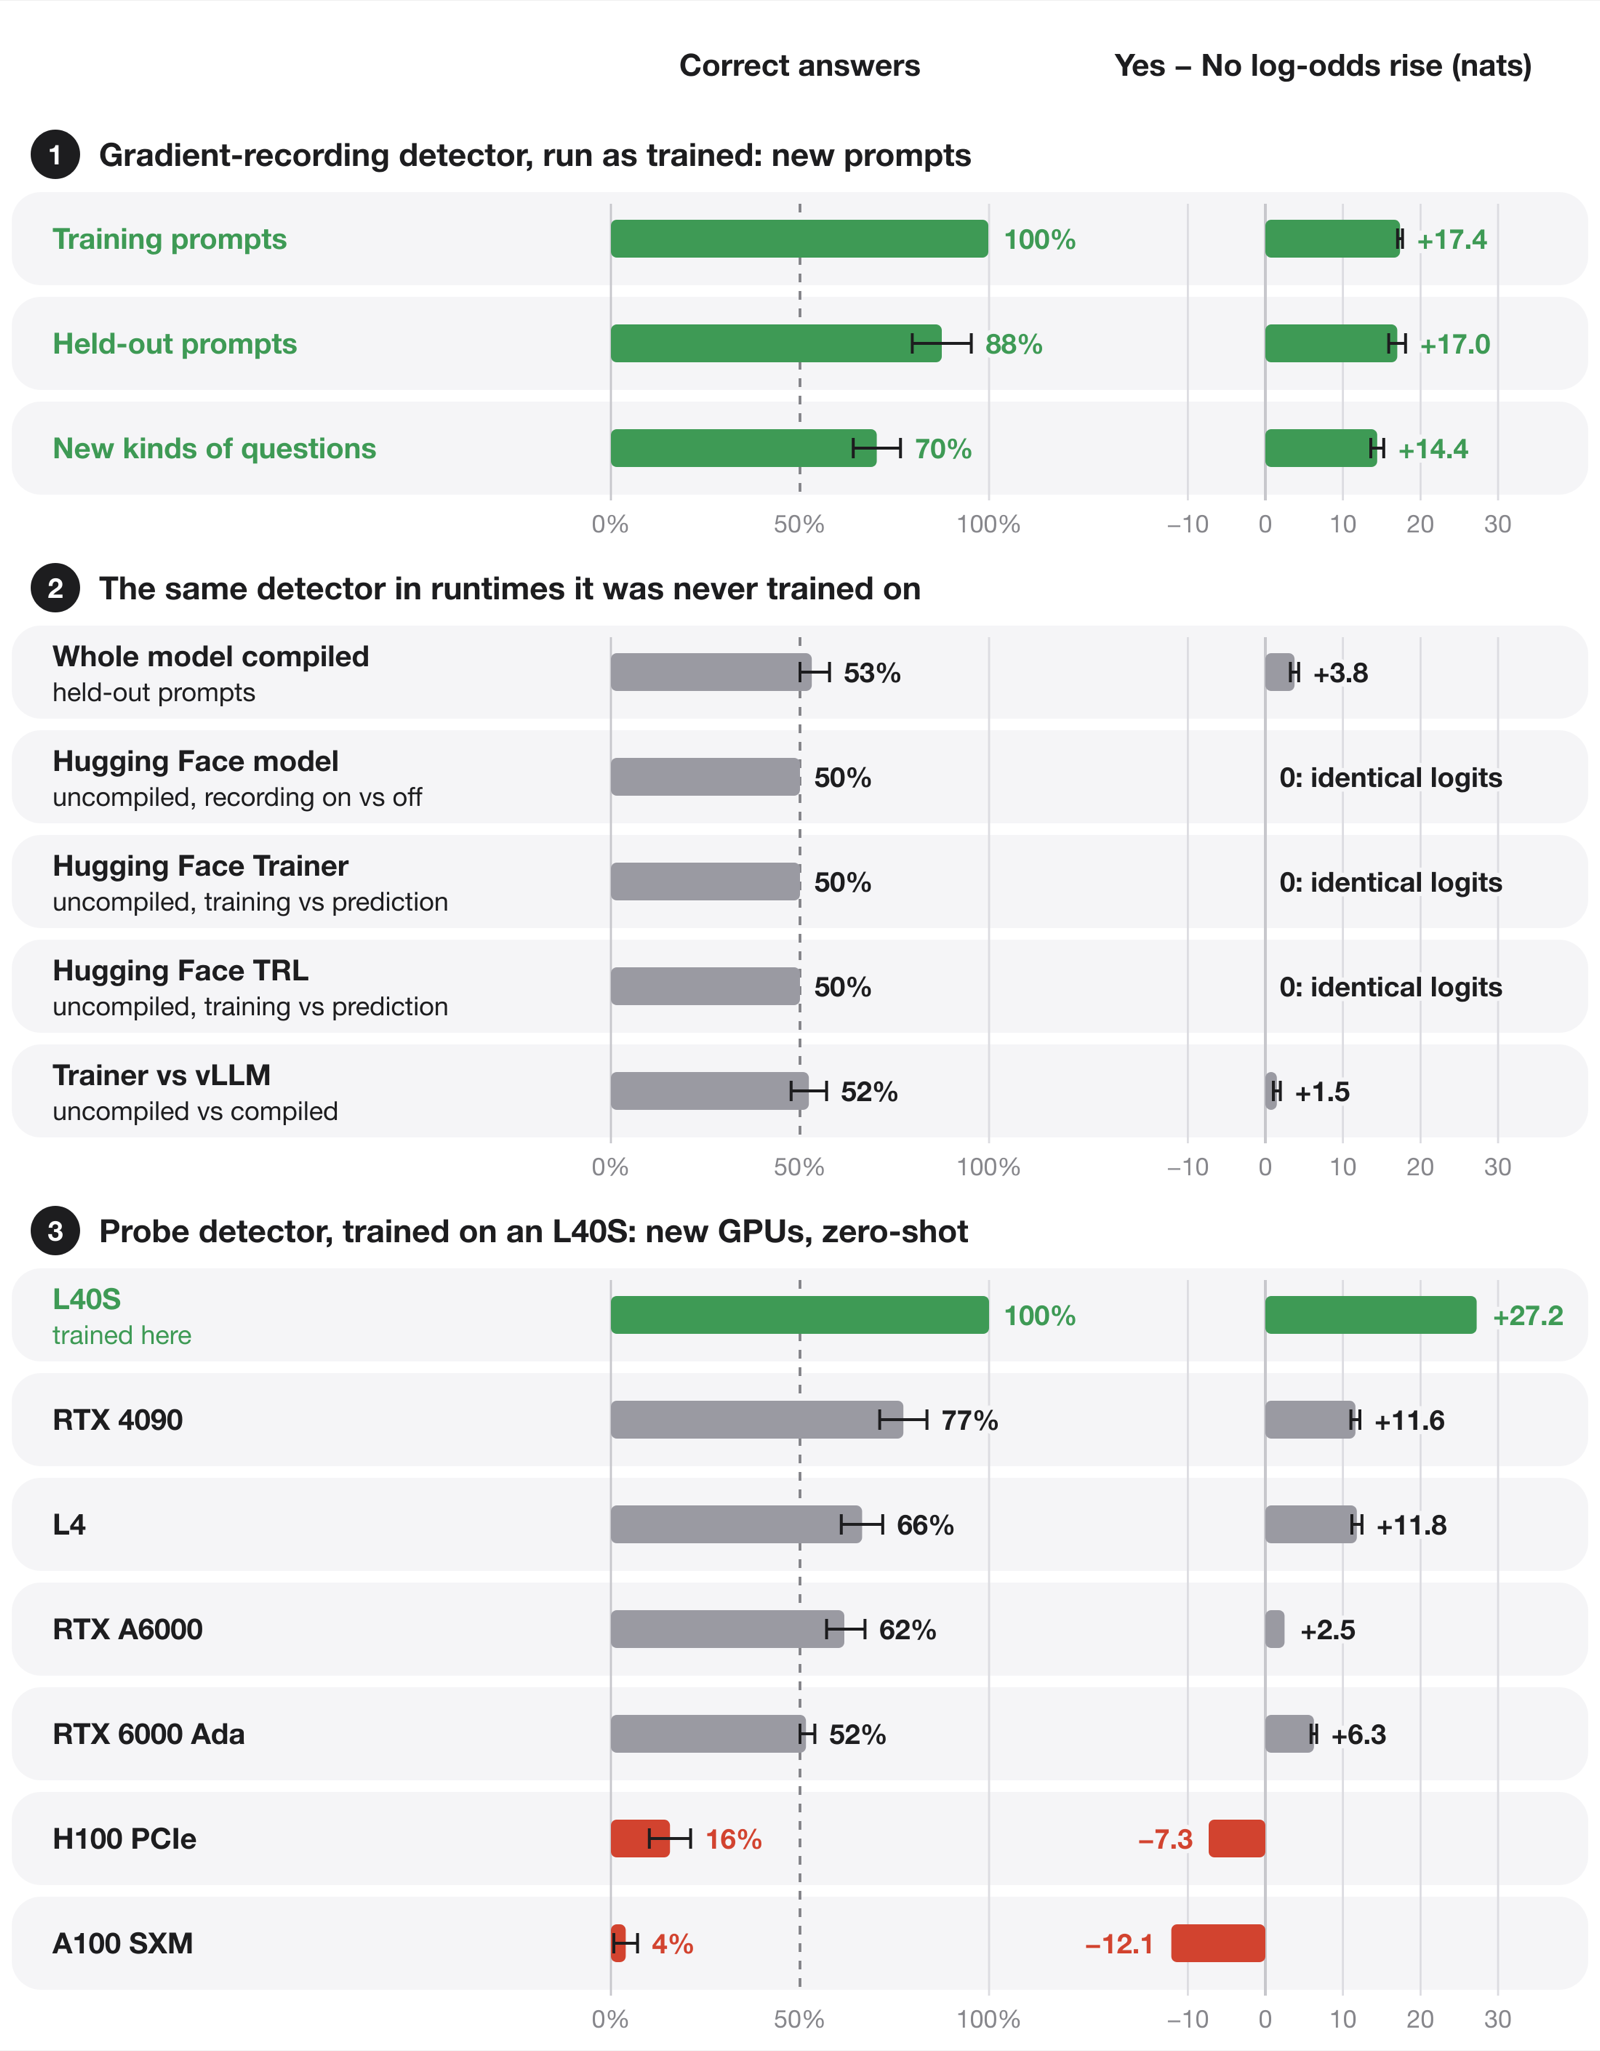 Correct answers
Yes – No log-odds rise (nats)
1 Gradient-recording detector, run as trained: new prompts
Training prompts 100% +17.4
Held-out prompts 88% +17.0
New kinds of questions 70% +14.4
0% 50% 100% −10 0 10 20 30
2 The same detector in runtimes it was never trained on
Whole model compiled
held-out prompts
53% +3.8
Hugging Face model
uncompiled, recording on vs off
50% 0: identical logits
Hugging Face Trainer
uncompiled, training vs prediction
50% 0: identical logits
Hugging Face TRL
uncompiled, training vs prediction
50% 0: identical logits
Trainer vs vLLM
uncompiled vs compiled
52% +1.5
0% 50% 100% −10 0 10 20 30
3 Probe detector, trained on an L40S: new GPUs, zero-shot
L40S
trained here
100% +27.2
RTX 4090 77% +11.6
L4 66% +11.8
RTX A6000 62% +2.5
RTX 6000 Ada 52% +6.3
H100 PCIe 16% −7.3
A100 SXM 4% −12.1
0% 50% 100% −10 0 10 20 30